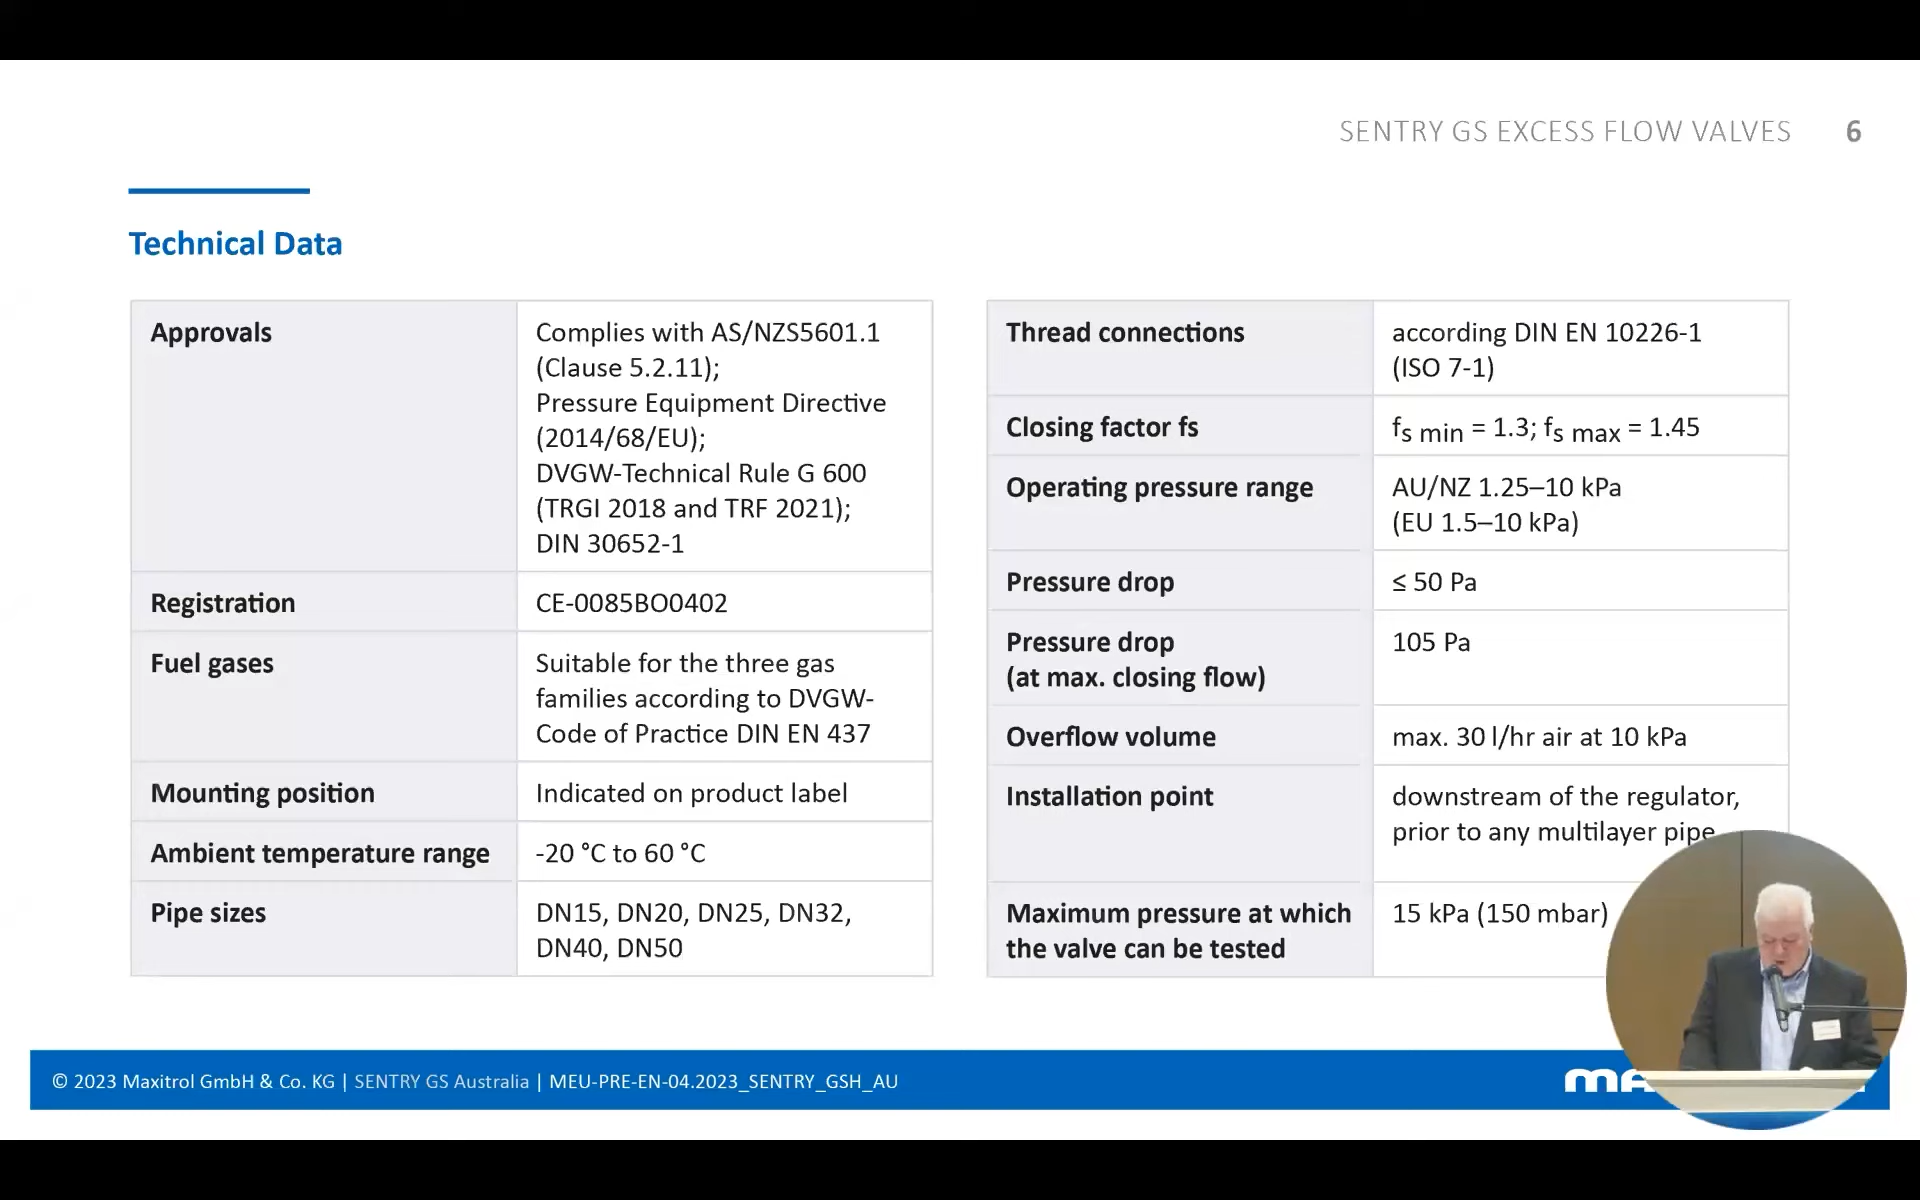 SENTRY GS EXCESS FLOW VALVES 6
Technical Data
Approvals
Complies with AS/NZS5601.1
(Clause 5.2.11);
Pressure Equipment Directive
(2014/68/EU);
DVGW-Technical Rule G 600
(TRGI 2018 and TRF 2021);
DIN 30652-1
Registration
CE-0085BO0402
Fuel gases
Suitable for the three gas
families according to DVGW-
Code of Practice DIN EN 437
Mounting position
Indicated on product label
Ambient temperature range
-20 °C to 60 °C
Pipe sizes
DN15, DN20, DN25, DN32,
DN40, DN50
Thread connections
according DIN EN 10226-1
(ISO 7-1)
Closing factor fs
fs min = 1.3; fs max = 1.45
Operating pressure range
AU/NZ 1.25–10 kPa
(EU 1.5–10 kPa)
Pressure drop
≤ 50 Pa
Pressure drop
(at max. closing flow)
105 Pa
Overflow volume
max. 30 l/hr air at 10 kPa
Installation point
downstream of the regulator,
prior to any multilayer pipe
Maximum pressure at which
the valve can be tested
15 kPa (150 mbar)
© 2023 Maxitrol GmbH & Co. KG | SENTRY GS Australia | MEU-PRE-EN-04.2023_SENTRY_GSH_AU